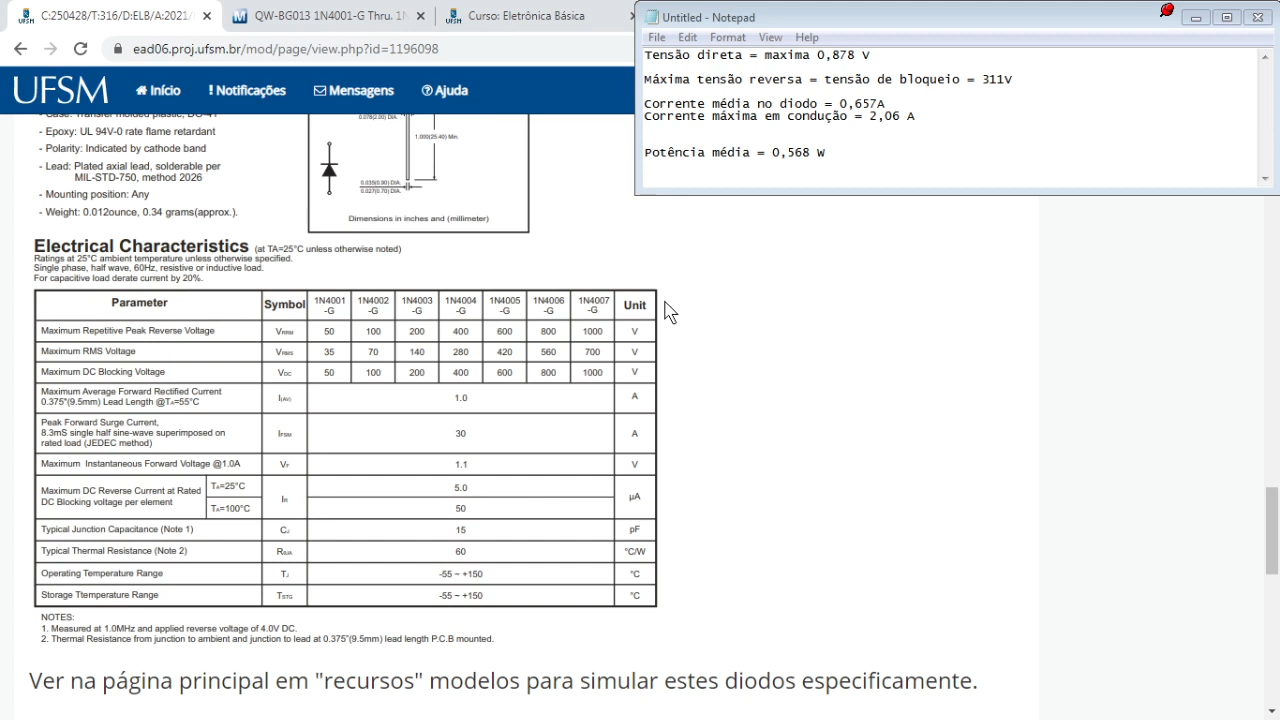 C:250428/T:316/D:ELB/A:2021/
QW-BG013 1N4001-G Thru. 1N
Curso: Eletrônica Básica
ead06.proj.ufsm.br/mod/page/view.php?id=1196098
UFSM
Início
Notificações
Mensagens
Ajuda
Untitled - Notepad
File Edit Format View Help
Tensão direta = maxima 0,878 V
Máxima tensão reversa = tensão de bloqueio = 311V
Corrente média no diodo = 0,657A
Corrente máxima em condução = 2,06 A
Potência média = 0,568 W
- Epoxy: UL 94V-0 rate flame retardant
- Polarity: Indicated by cathode band
- Lead: Plated axial lead, solderable per
MIL-STD-750, method 2026
- Mounting position: Any
- Weight: 0.012ounce, 0.34 grams(approx.).
0.078(2.00) DIA.
1.000(25.40) Min.
0.035(0.90) DIA.
0.027(0.70) DIA.
Dimensions in inches and (millimeter)
Electrical Characteristics (at TA=25°C unless otherwise noted)
Ratings at 25°C ambient temperature unless otherwise specified.
Single phase, half wave, 60Hz, resistive or inductive load.
For capacitive load derate current by 20%.
Parameter Symbol 1N4001-G 1N4002-G 1N4003-G 1N4004-G 1N4005-G 1N4006-G 1N4007-G Unit
Maximum Repetitive Peak Reverse Voltage VRRM 50 100 200 400 600 800 1000 V
Maximum RMS Voltage VRMS 35 70 140 280 420 560 700 V
Maximum DC Blocking Voltage VDC 50 100 200 400 600 800 1000 V
Maximum Average Forward Rectified Current
0.375"(9.5mm) Lead Length @TA=55°C I(AV) 1.0 A
Peak Forward Surge Current,
8.3mS single half sine-wave superimposed on
rated load (JEDEC method) IFSM 30 A
Maximum Instantaneous Forward Voltage @1.0A VF 1.1 V
Maximum DC Reverse Current at Rated
DC Blocking voltage per element
TA=25°C IR 5.0 µA
TA=100°C 50
Typical Junction Capacitance (Note 1) CJ 15 pF
Typical Thermal Resistance (Note 2) RθJA 60 °C/W
Operating Temperature Range TJ -55 ~ +150 °C
Storage Ttemperature Range TSTG -55 ~ +150 °C
NOTES:
1. Measured at 1.0MHz and applied reverse voltage of 4.0V DC.
2. Thermal Resistance from junction to ambient and junction to lead at 0.375"(9.5mm) lead length P.C.B mounted.
Ver na página principal em "recursos" modelos para simular estes diodos especificamente.